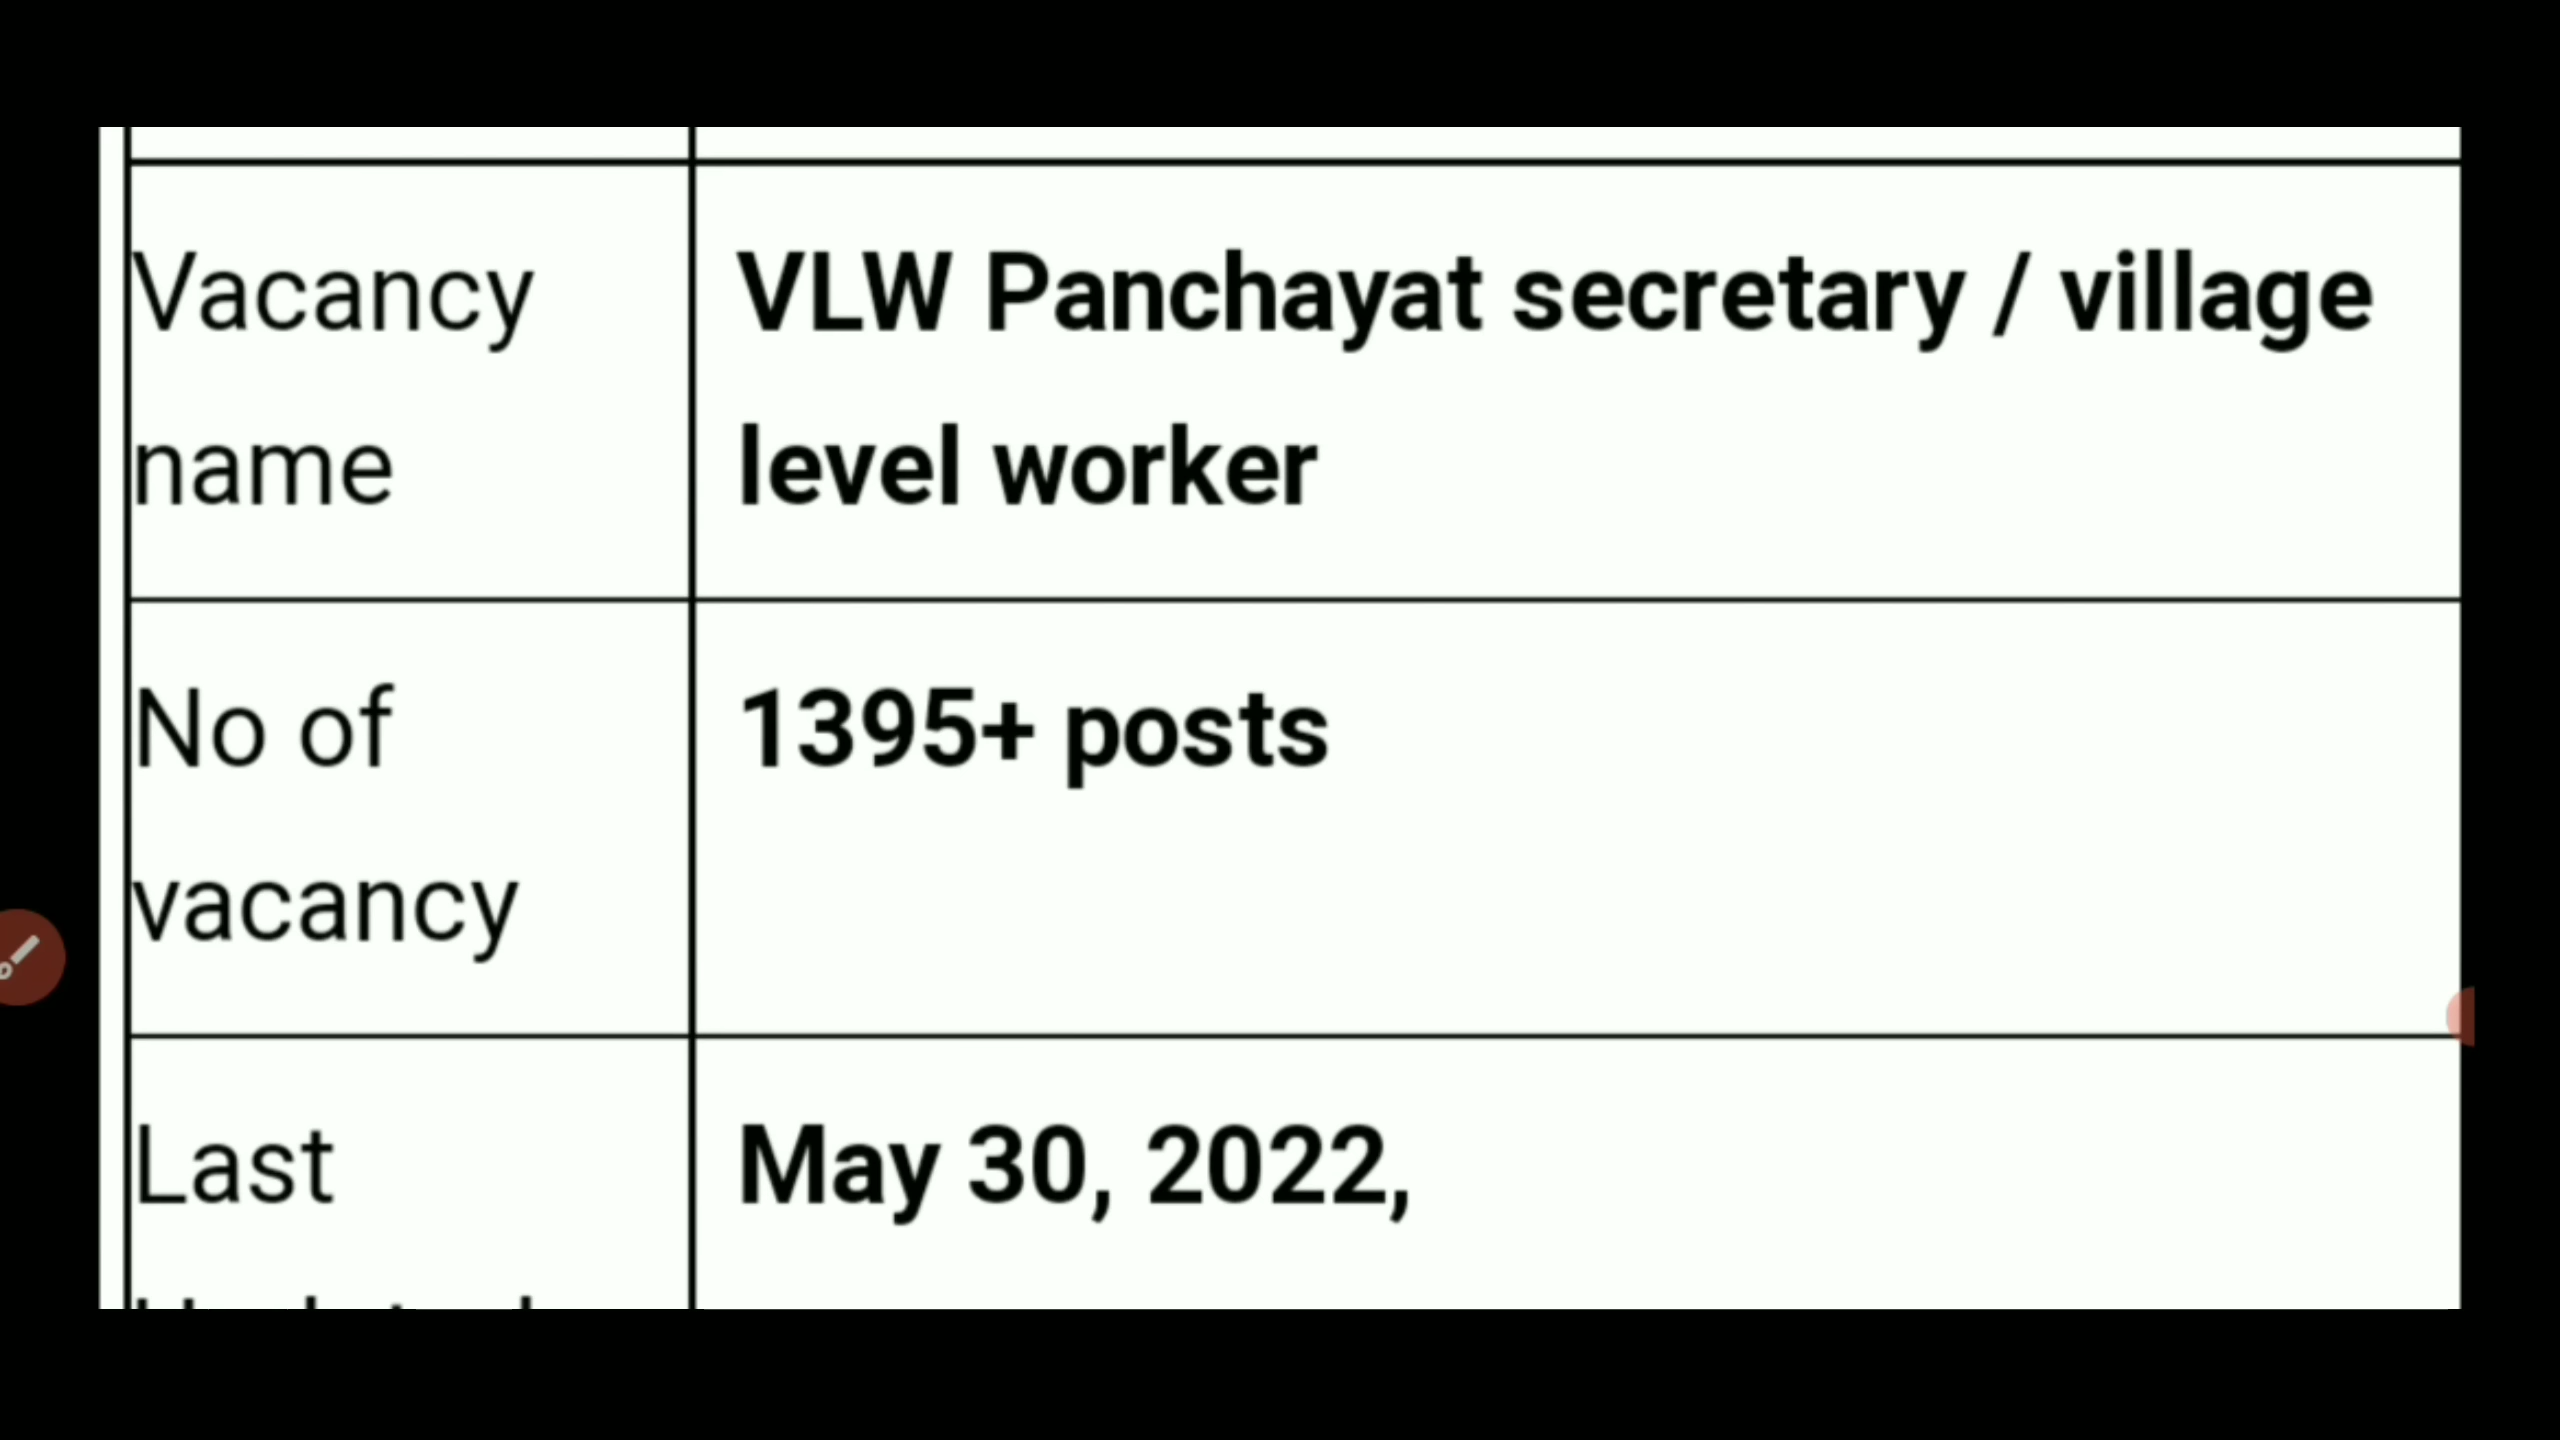 Vacancy
name
VLW Panchayat secretary / village
level worker
No of
vacancy
1395+ posts
Last
May 30, 2022,